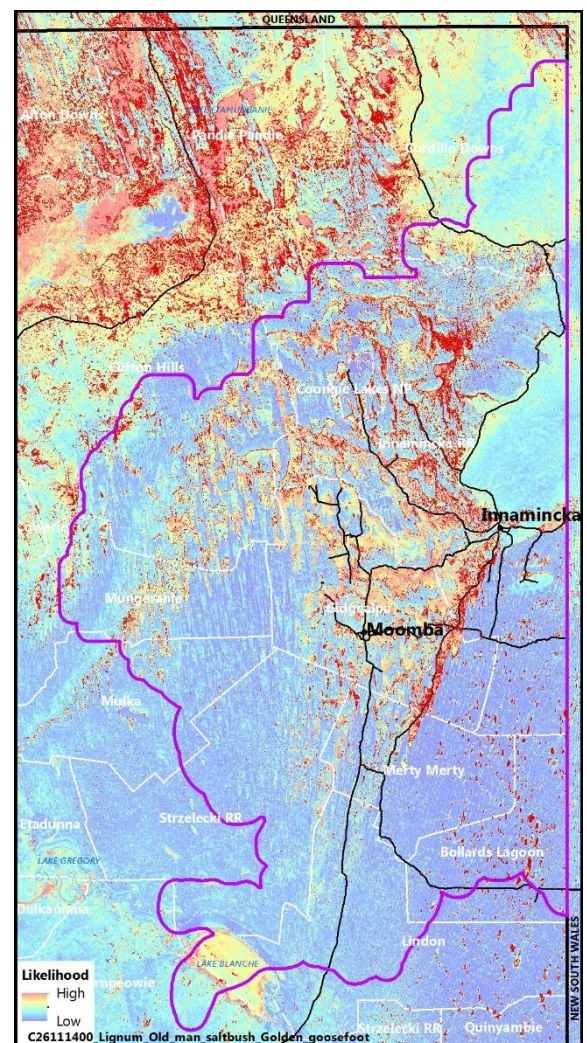 QUEENSLAND
Alton Downs
Pandie Pandie
Cordillo Downs
Clifton Hills
Coongie Lakes NP
Innamincka RR
Innamincka
Mungeranie
Gidgealpa
Moomba
Mulka
Merty Merty
Etadunna
Strzelecki RR
LAKE GREGORY
Bollards Lagoon
Dulkaninna
Lindon
LAKE BLANCHE
Likelihood
High
Low
NEW SOUTH WALES
Strzelecki RR
Quinyambie
C26111400_Lignum_Old_man_saltbush_Golden_goosefoot